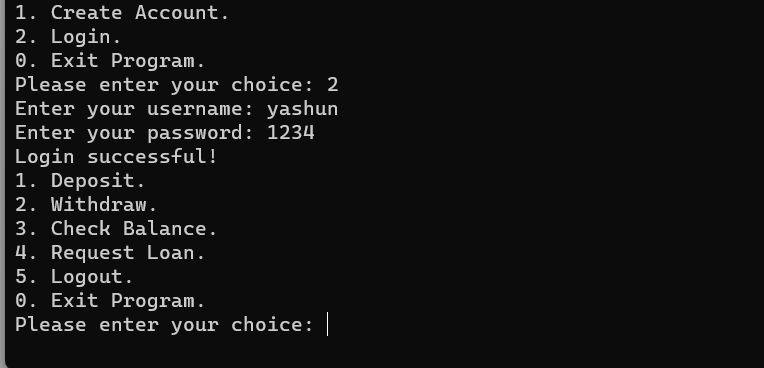 1. Create Account.
2. Login.
0. Exit Program.
Please enter your choice: 2
Enter your username: yashun
Enter your password: 1234
Login successful!
1. Deposit.
2. Withdraw.
3. Check Balance.
4. Request Loan.
5. Logout.
0. Exit Program.
Please enter your choice: